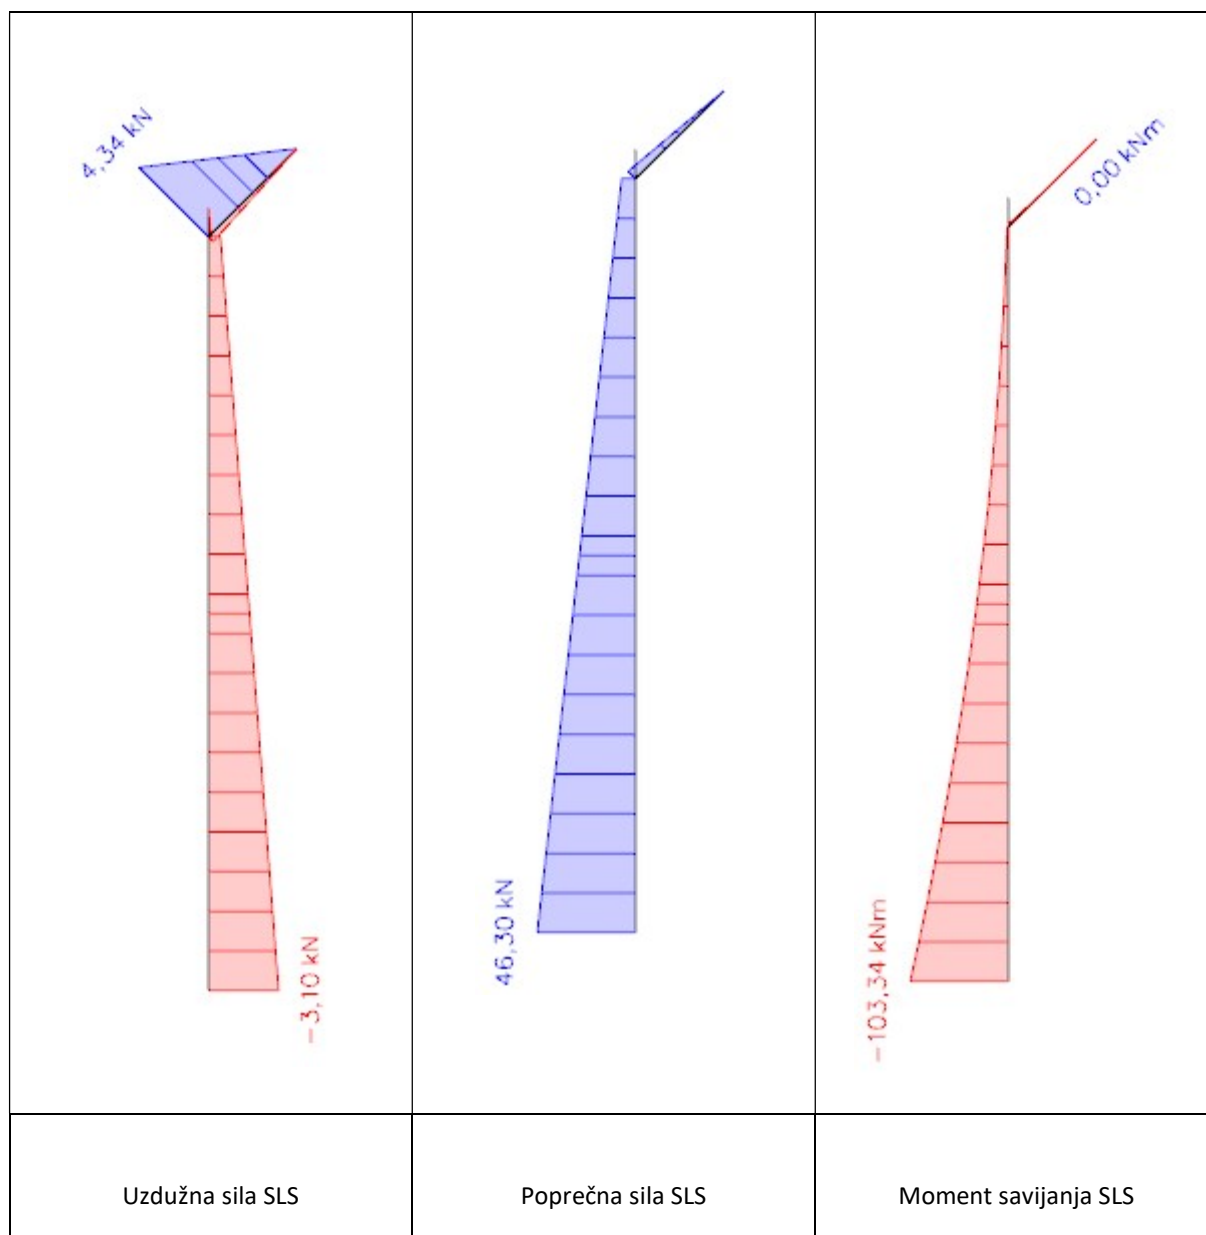 4,34 kN
-3,10 kN
46,30 kN
0,00 kNm
-103,34 kNm
Uzdužna sila SLS
Poprečna sila SLS
Moment savijanja SLS